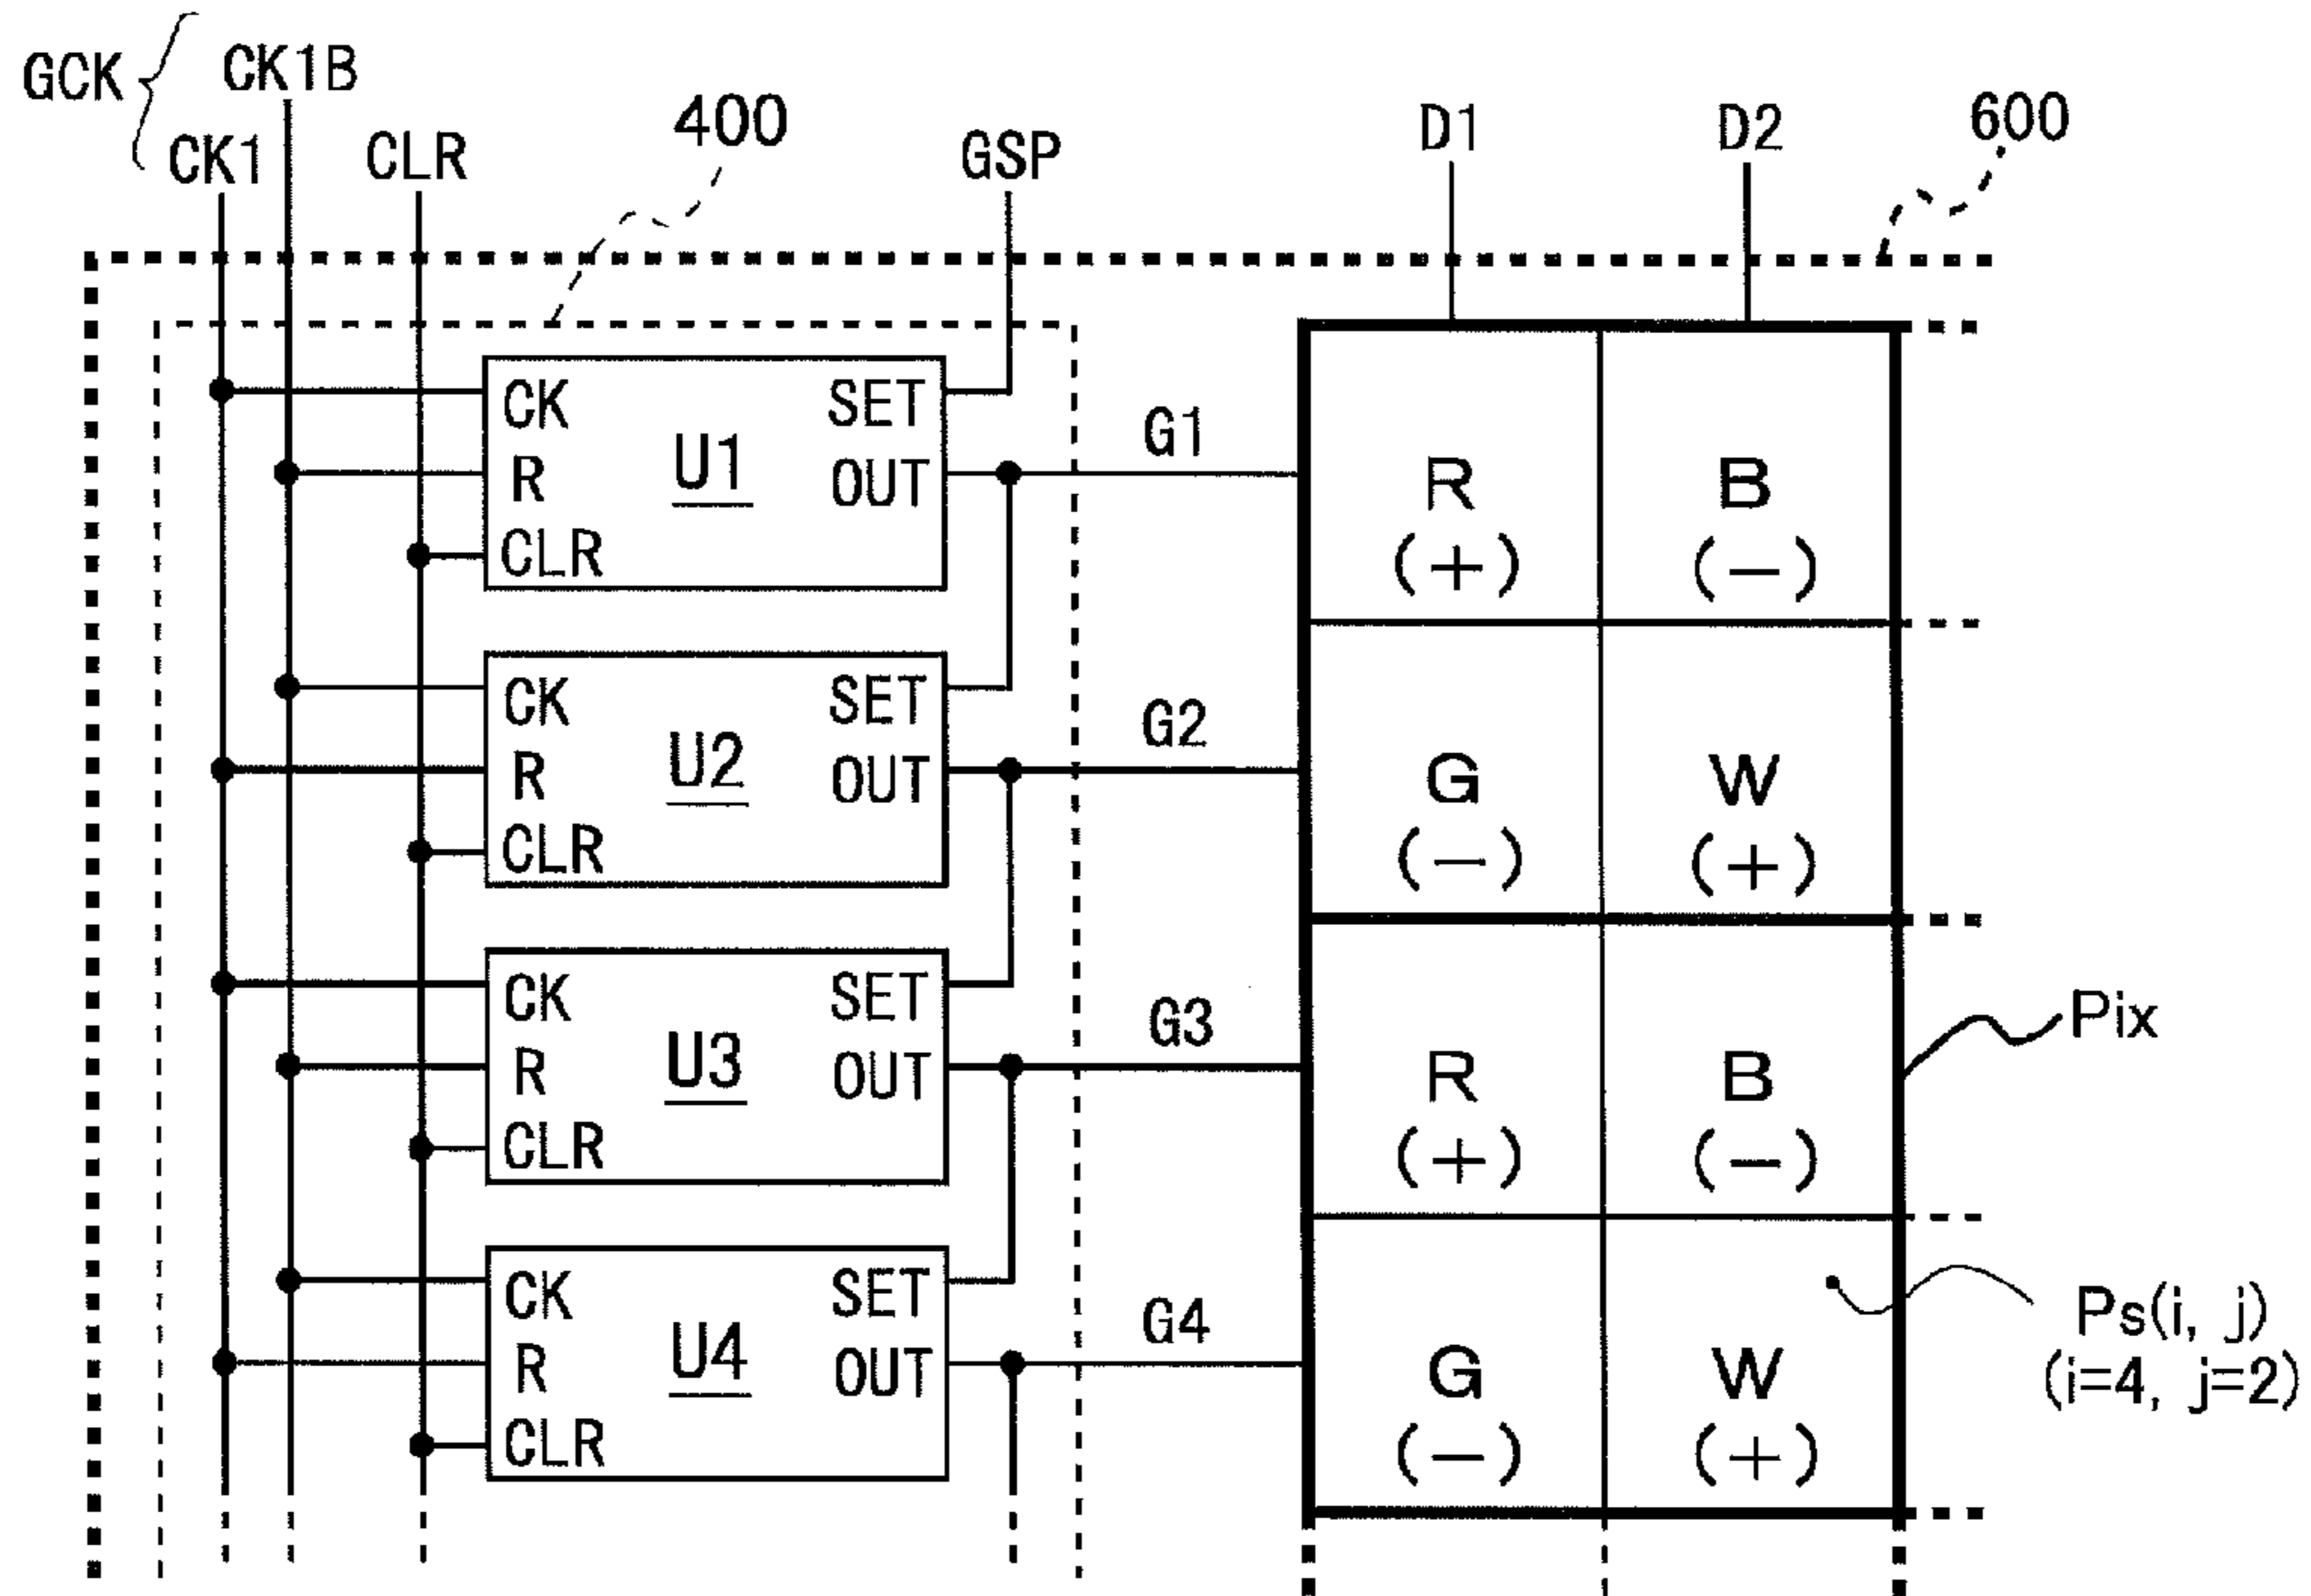 GCK
CK1B
CK1
CLR
400
GSP
D1
D2
600
CK
SET
U1
R
OUT
CLR
G1
R
(+)
B
(−)
CK
SET
U2
R
OUT
CLR
G2
G
(−)
W
(+)
CK
SET
U3
R
OUT
CLR
G3
R
(+)
B
(−)
Pix
CK
SET
U4
R
OUT
CLR
G4
G
(−)
W
(+)
Ps(i, j)
(i=4, j=2)